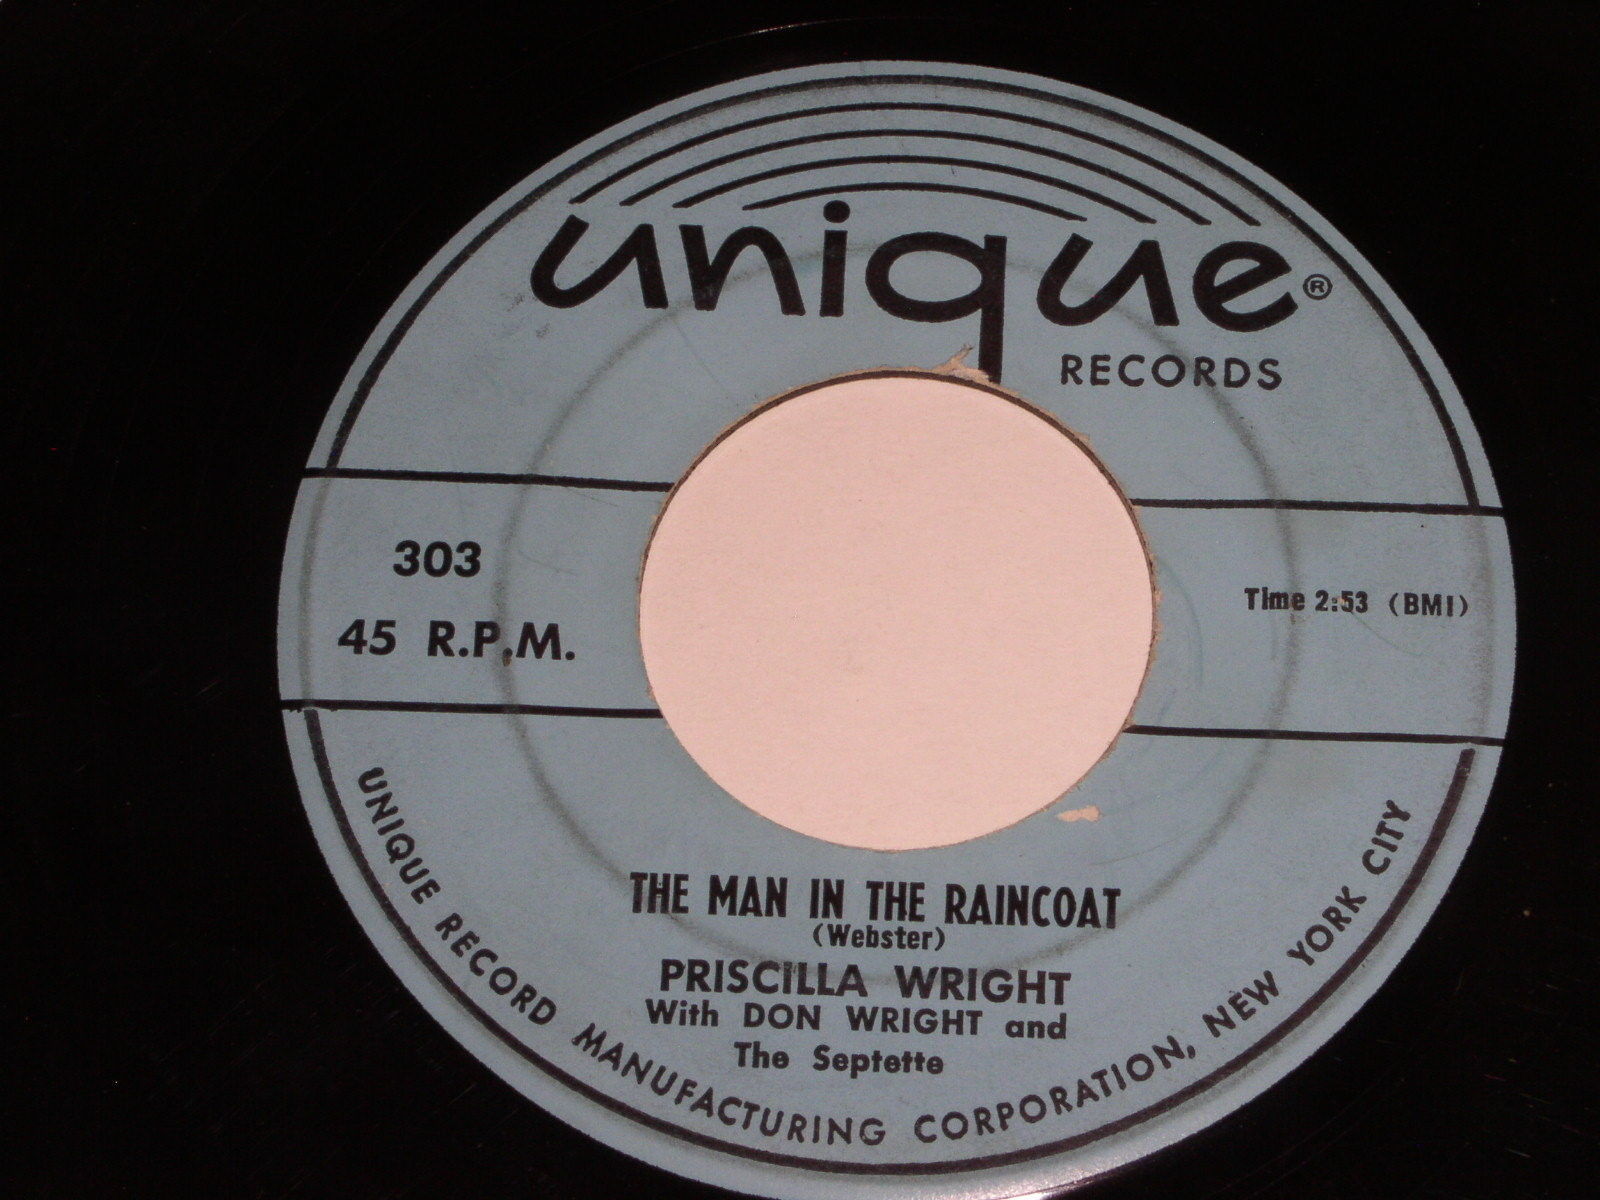 unique®
RECORDS
303
45 R.P.M.
Time 2:53 (BMI)
THE MAN IN THE RAINCOAT
(Webster)
PRISCILLA WRIGHT
With DON WRIGHT and
The Septette
UNIQUE RECORD MANUFACTURING CORPORATION, NEW YORK CITY